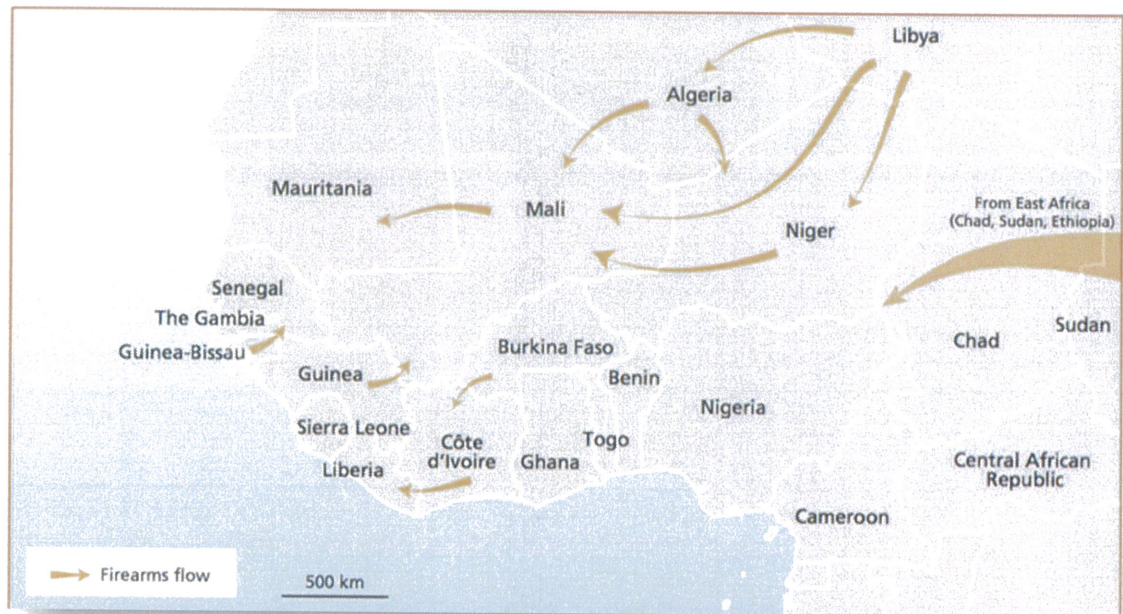 Libya
Algeria
Mauritania
Mali
From East Africa
(Chad, Sudan, Ethiopia)
Niger
Senegal
The Gambia
Guinea-Bissau
Burkina Faso
Chad
Sudan
Guinea
Benin
Nigeria
Sierra Leone
Côte
d'Ivoire
Togo
Liberia
Ghana
Central African
Republic
Cameroon
Firearms flow
500 km